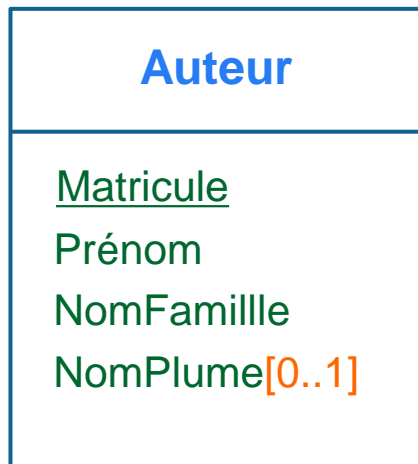 Auteur
Matricule
Prénom
NomFamillle
NomPlume[0..1]